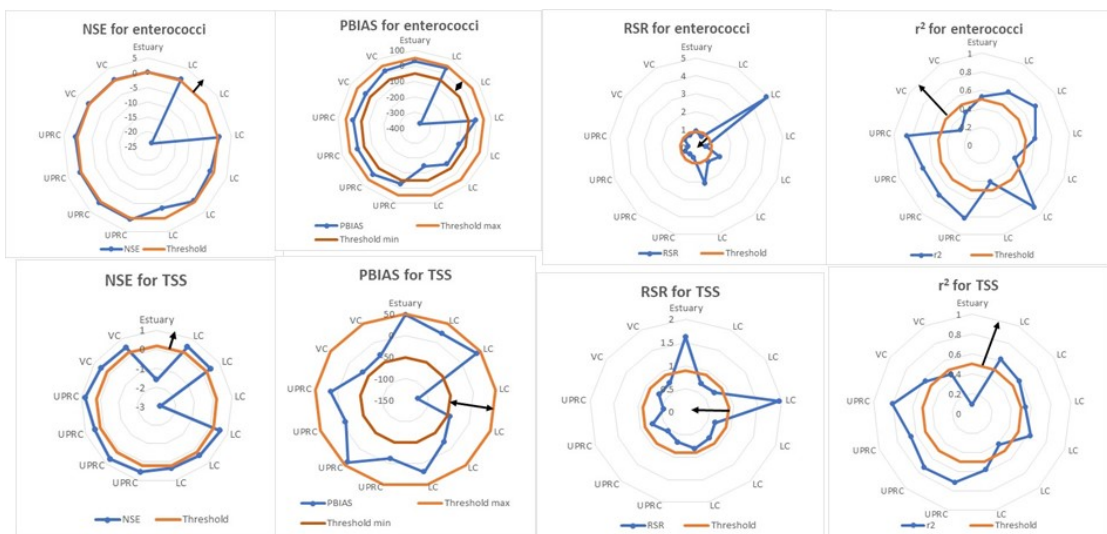 NSE for enterococci
Estuary
5
0
-5
-10
-15
-20
-25
VC
LC
VC
LC
UPRC
LC
UPRC
LC
UPRC
LC
UPRC
LC
NSE
Threshold
PBIAS for enterococci
Estuary
100
0
-100
-200
-300
-400
VC
LC
VC
LC
UPRC
LC
UPRC
LC
UPRC
LC
UPRC
LC
PBIAS
Threshold max
Threshold min
RSR for enterococci
Estuary
5
4
3
2
1
0
VC
LC
VC
LC
UPRC
LC
UPRC
LC
UPRC
LC
UPRC
LC
RSR
Threshold
r² for enterococci
Estuary
1
0.8
0.6
0.4
0.2
0
VC
LC
VC
LC
UPRC
LC
UPRC
LC
UPRC
LC
UPRC
LC
r2
Threshold
NSE for TSS
Estuary
1
0
-1
-2
-3
VC
LC
VC
LC
UPRC
LC
UPRC
LC
UPRC
LC
UPRC
LC
NSE
Threshold
PBIAS for TSS
Estuary
50
0
-50
-100
-150
VC
LC
VC
LC
UPRC
LC
UPRC
LC
UPRC
LC
UPRC
LC
PBIAS
Threshold max
Threshold min
RSR for TSS
Estuary
2
1.5
1
0.5
0
VC
LC
VC
LC
UPRC
LC
UPRC
LC
UPRC
LC
UPRC
LC
RSR
Threshold
r² for TSS
Estuary
1
0.8
0.6
0.4
0.2
0
VC
LC
VC
LC
UPRC
LC
UPRC
LC
UPRC
LC
UPRC
LC
r2
Threshold